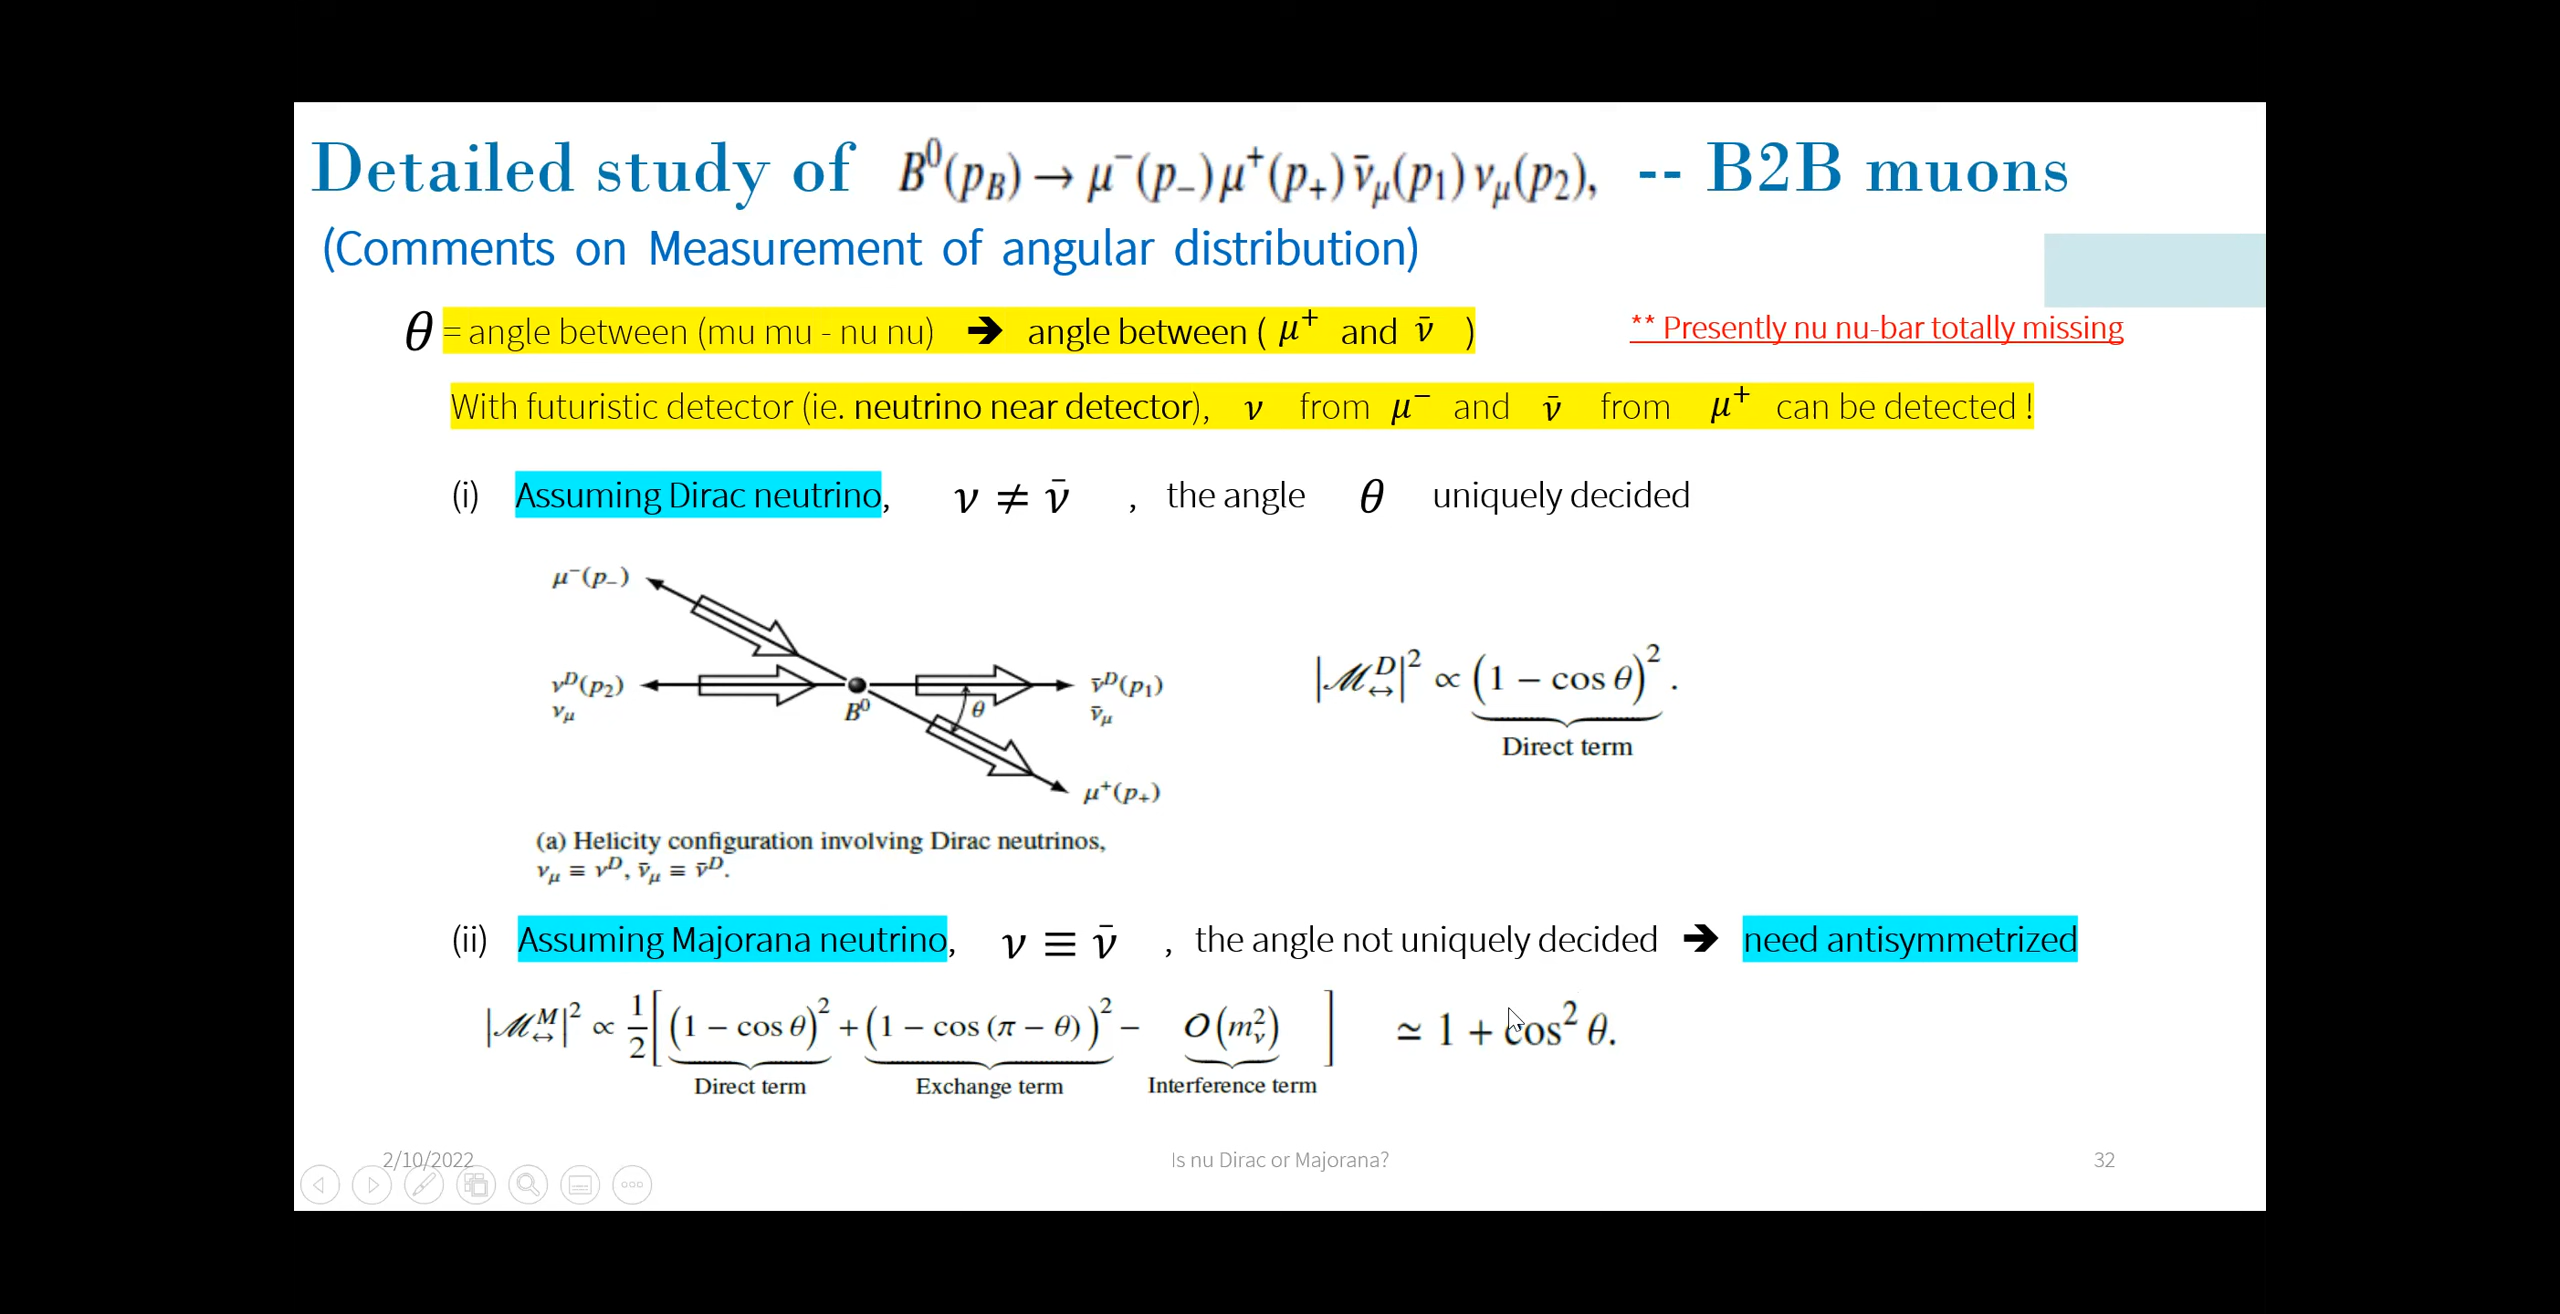 Detailed study of B⁰(p_B) → μ⁻(p₋) μ⁺(p₊) ν̄_μ(p₁) ν_μ(p₂), -- B2B muons
(Comments on Measurement of angular distribution)
θ = angle between (mu mu - nu nu) ➔ angle between ( μ⁺ and ν̄ )
** Presently nu nu-bar totally missing
With futuristic detector (ie. neutrino near detector), ν from μ⁻ and ν̄ from μ⁺ can be detected !
(i) Assuming Dirac neutrino, ν ≠ ν̄ , the angle θ uniquely decided
μ⁻(p₋)
ν^D(p₂)
ν_μ
B⁰
θ
ν̄^D(p₁)
ν̄_μ
μ⁺(p₊)
|ℳ^D_↔|² ∝ (1 − cos θ)² .
Direct term
(a) Helicity configuration involving Dirac neutrinos,
ν_μ ≡ ν^D, ν̄_μ ≡ ν̄^D.
(ii) Assuming Majorana neutrino, ν ≡ ν̄ , the angle not uniquely decided ➔ need antisymmetrized
|ℳ^M_↔|² ∝ 1/2 [ (1 − cos θ)² + (1 − cos (π − θ))² − O(m_ν²) ] ≃ 1 + cos² θ.
Direct term Exchange term Interference term
2/10/2022 Is nu Dirac or Majorana? 32